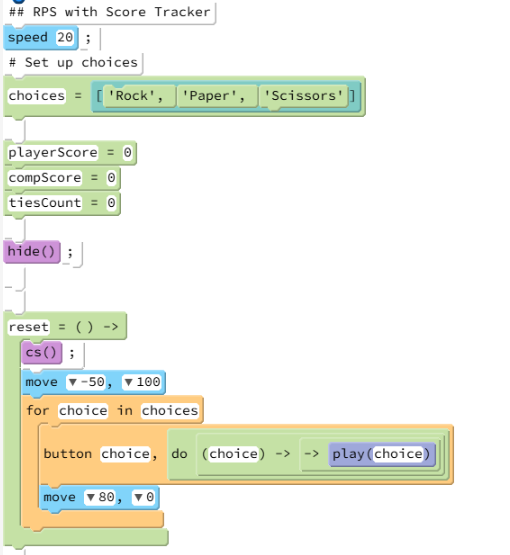 ## RPS with Score Tracker
speed 20 ;
# Set up choices
choices = ['Rock', 'Paper', 'Scissors']
playerScore = 0
compScore = 0
tiesCount = 0
hide() ;
reset = () ->
cs() ;
move ▾-50, ▾100
for choice in choices
button choice, do (choice) -> -> play(choice)
move ▾80, ▾0